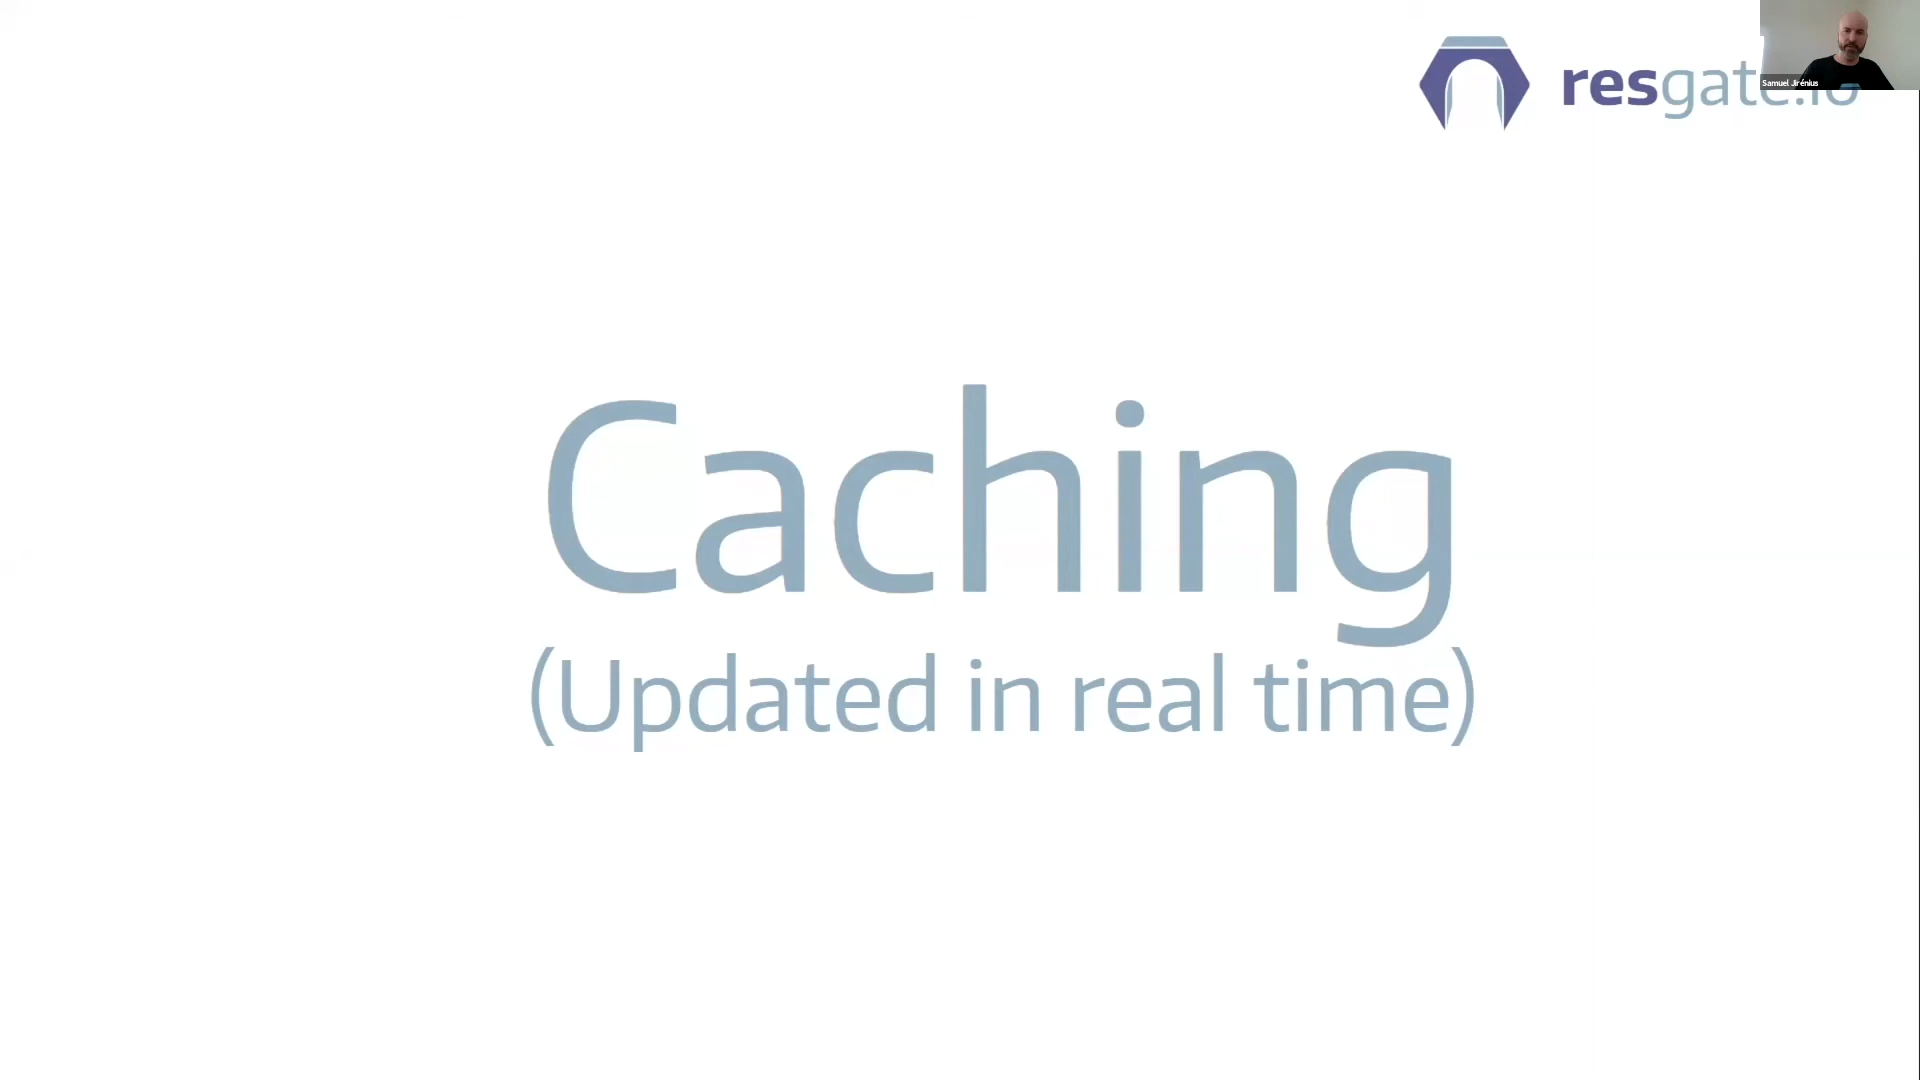 resgate.io
Samuel Jirénius
Caching
(Updated in real time)